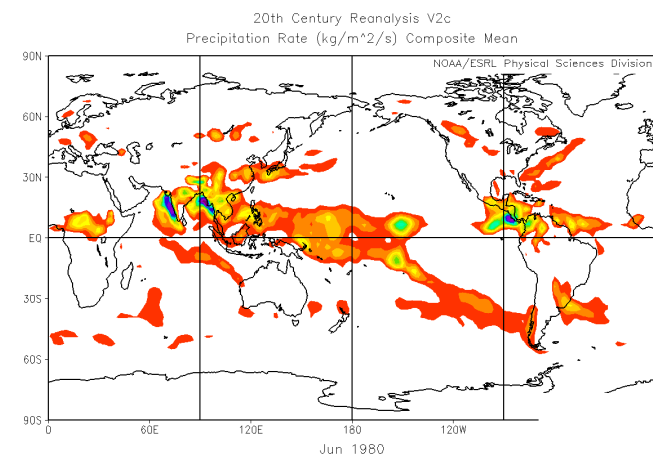 20th Century Reanalysis V2c
Precipitation Rate (kg/m^2/s) Composite Mean
NOAA/ESRL Physical Sciences Division
90N
60N
30N
EQ
30S
60S
90S
0 60E 120E 180 120W
Jun 1980